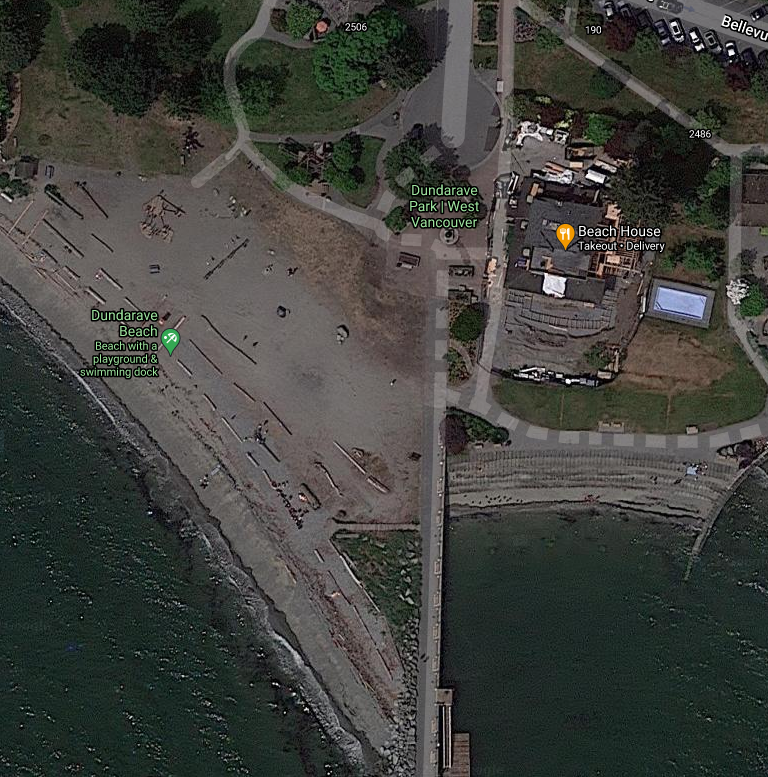 2506
190
Bellevu
2486
Dundarave
Park | West
Vancouver
Beach House
Takeout • Delivery
Dundarave
Beach
Beach with a
playground &
swimming dock